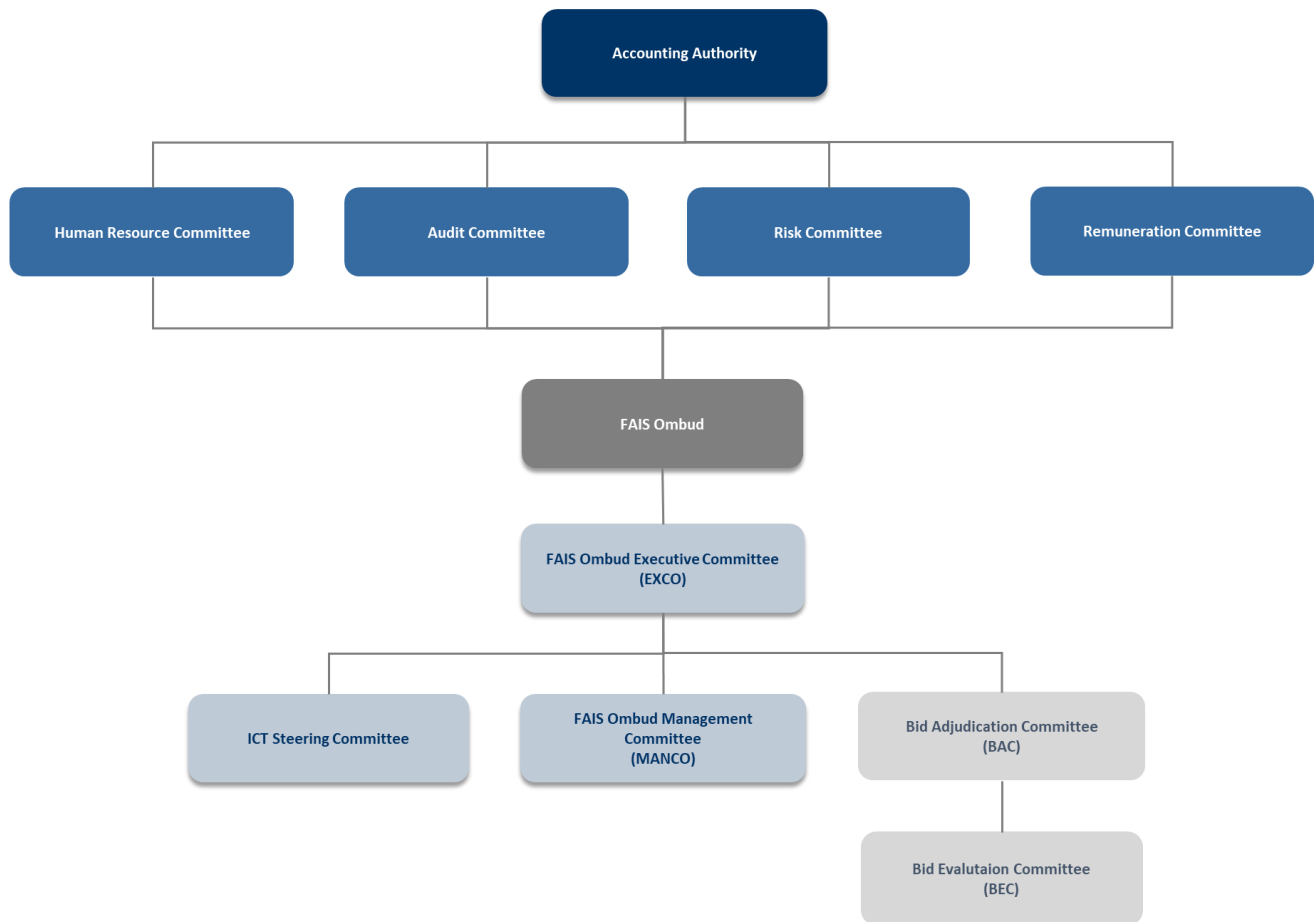 Accounting Authority
Human Resource Committee
Audit Committee
Risk Committee
Remuneration Committee
FAIS Ombud
FAIS Ombud Executive Committee
(EXCO)
ICT Steering Committee
FAIS Ombud Management
Committee
(MANCO)
Bid Adjudication Committee
(BAC)
Bid Evalutaion Committee
(BEC)